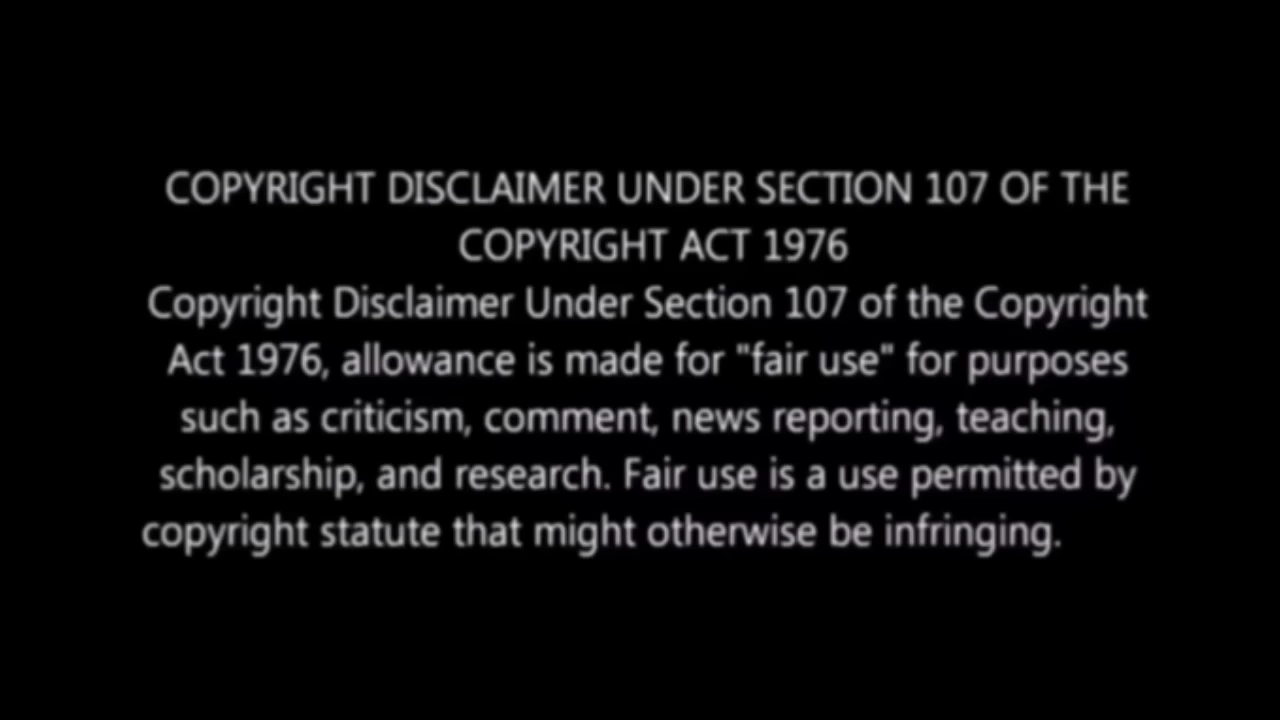 COPYRIGHT DISCLAIMER UNDER SECTION 107 OF THE
COPYRIGHT ACT 1976
Copyright Disclaimer Under Section 107 of the Copyright
Act 1976, allowance is made for "fair use" for purposes
such as criticism, comment, news reporting, teaching,
scholarship, and research. Fair use is a use permitted by
copyright statute that might otherwise be infringing.